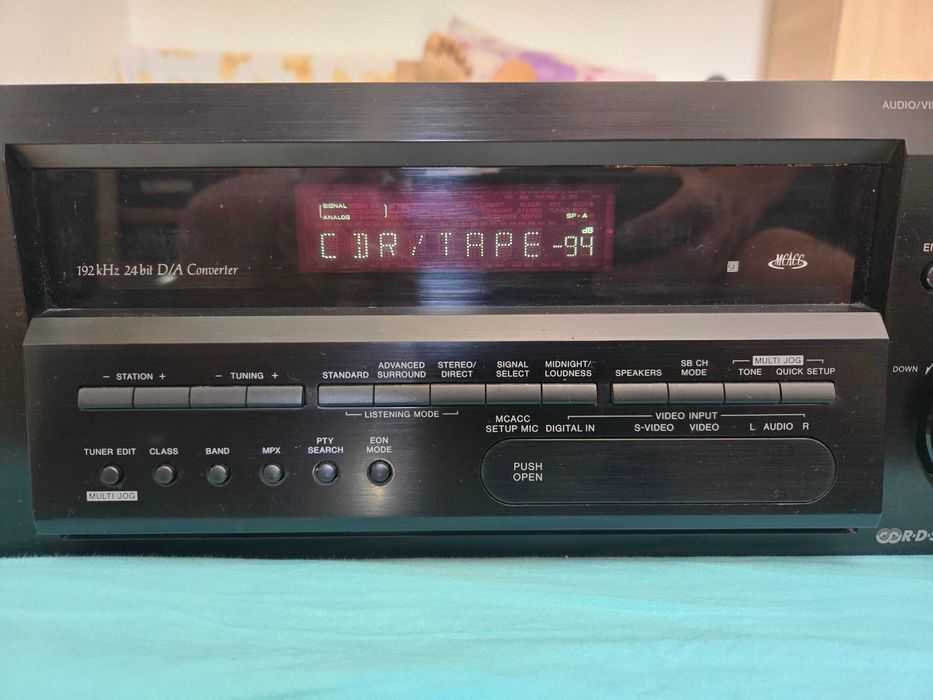 AUDIO/VI
SIGNAL
ANALOG
SP▸A
dB
CDR/TAPE -94
192 kHz 24 bit D/A Converter
SR
MCACC
− STATION +
− TUNING +
STANDARD
ADVANCED
SURROUND
STEREO/
DIRECT
SIGNAL
SELECT
MIDNIGHT/
LOUDNESS
SPEAKERS
SB CH
MODE
MULTI JOG
TONE
QUICK SETUP
DOWN
LISTENING MODE
MCACC
SETUP MIC
DIGITAL IN
VIDEO INPUT
S-VIDEO
VIDEO
L AUDIO R
TUNER EDIT
MULTI JOG
CLASS
BAND
MPX
PTY
SEARCH
EON
MODE
PUSH
OPEN
R·D·S